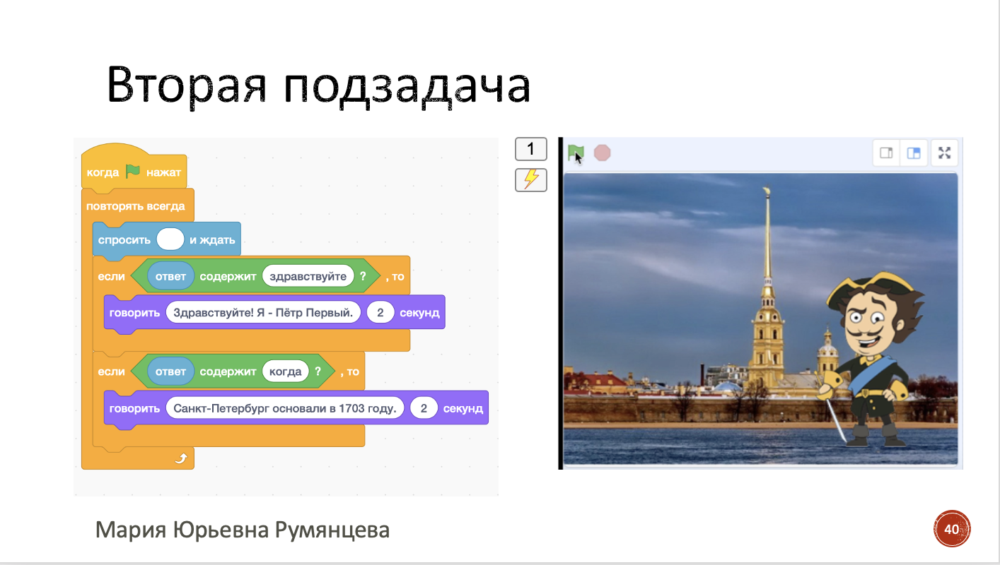 Вторая подзадача
когда нажат
повторять всегда
спросить и ждать
если ответ содержит здравствуйте ? , то
говорить Здравствуйте! Я - Пётр Первый. 2 секунд
если ответ содержит когда ? , то
говорить Санкт-Петербург основали в 1703 году. 2 секунд
1
Мария Юрьевна Румянцева
40